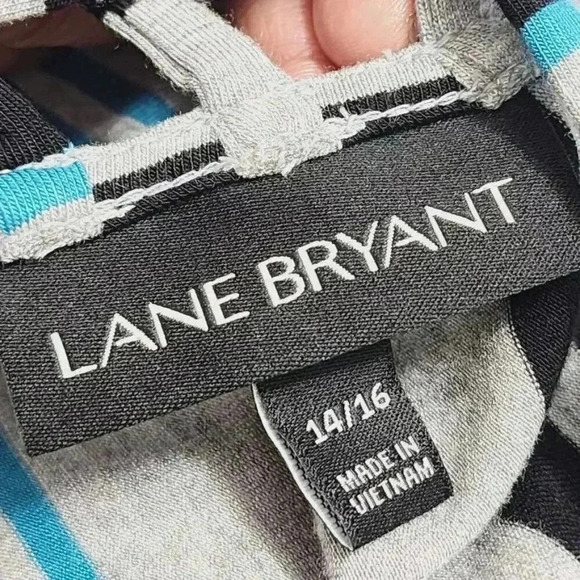 LANE BRYANT
14/16
MADE IN
VIETNAM